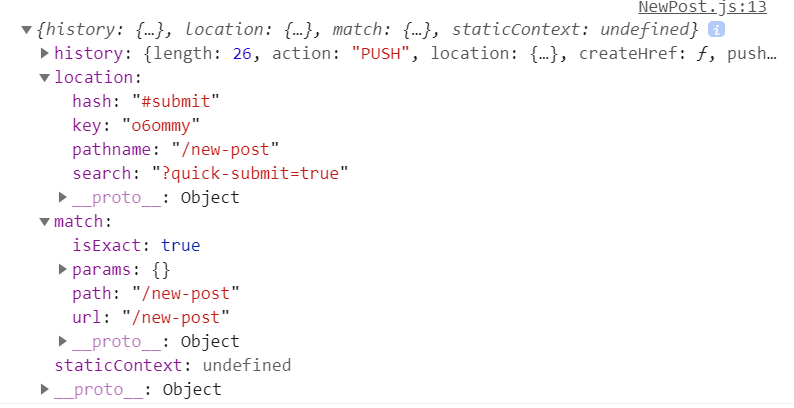 NewPost.js:13
▼{history: {…}, location: {…}, match: {…}, staticContext: undefined} i
▶history: {length: 26, action: "PUSH", location: {…}, createHref: ƒ, push…
▼location:
hash: "#submit"
key: "o6ommy"
pathname: "/new-post"
search: "?quick-submit=true"
▶__proto__: Object
▼match:
isExact: true
▶params: {}
path: "/new-post"
url: "/new-post"
▶__proto__: Object
staticContext: undefined
▶__proto__: Object